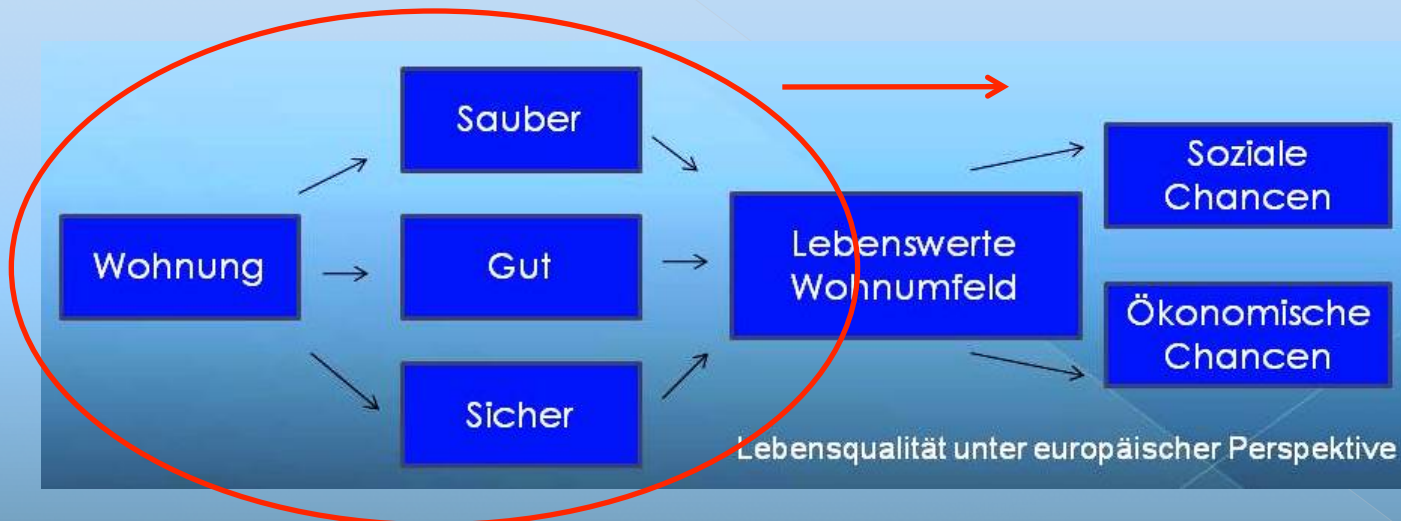 Wohnung
Sauber
Gut
Sicher
Lebenswerte
Wohnumfeld
Soziale
Chancen
Ökonomische
Chancen
Lebensqualität unter europäischer Perspektive